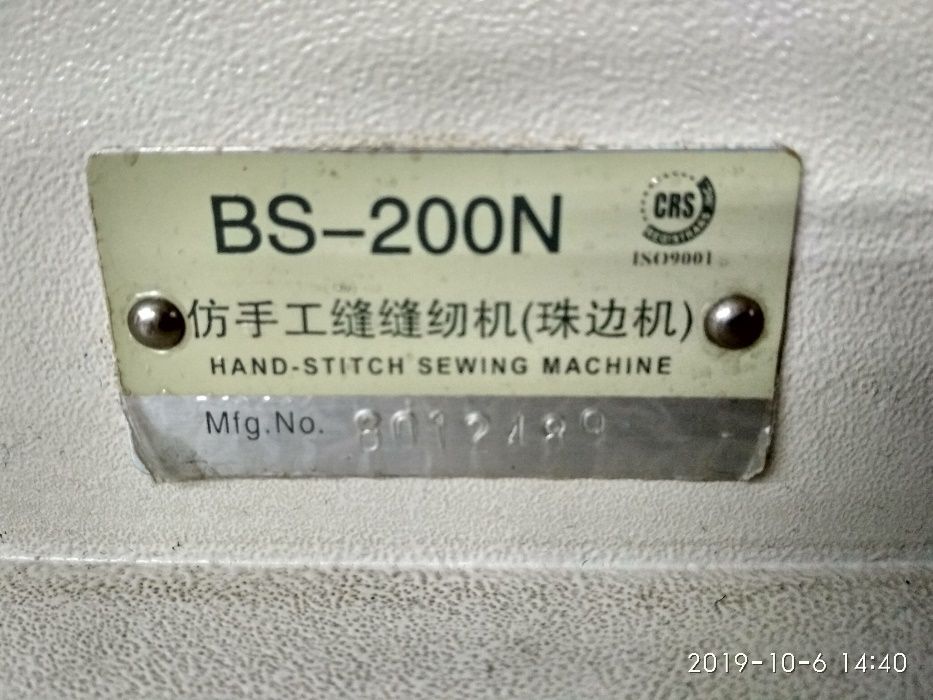 BS-200N
CRS
ISO9001
仿手工缝缝纫机(珠边机)
HAND-STITCH SEWING MACHINE
Mfg.No. 8012489
2019-10-6 14:40